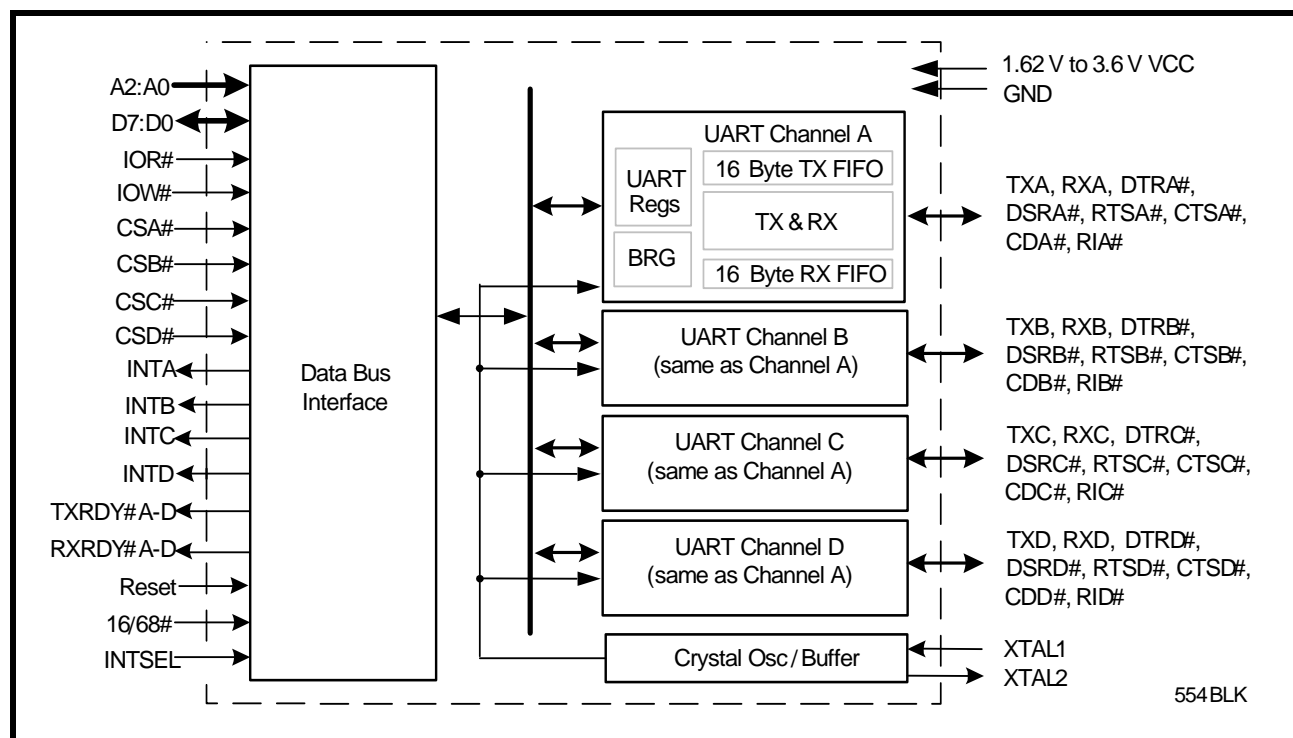 A2:A0
D7:D0
IOR#
IOW#
CSA#
CSB#
CSC#
CSD#
INTA
INTB
INTC
INTD
TXRDY# A-D
RXRDY# A-D
Reset
16/68#
INTSEL
Data Bus
Interface
UART Channel A
UART
Regs
BRG
16 Byte TX FIFO
TX & RX
16 Byte RX FIFO
UART Channel B
(same as Channel A)
UART Channel C
(same as Channel A)
UART Channel D
(same as Channel A)
Crystal Osc/Buffer
1.62 V to 3.6 V VCC
GND
TXA, RXA, DTRA#,
DSRA#, RTSA#, CTSA#,
CDA#, RIA#
TXB, RXB, DTRB#,
DSRB#, RTSB#, CTSB#,
CDB#, RIB#
TXC, RXC, DTRC#,
DSRC#, RTSC#, CTSC#,
CDC#, RIC#
TXD, RXD, DTRD#,
DSRD#, RTSD#, CTSD#,
CDD#, RID#
XTAL1
XTAL2
554 BLK